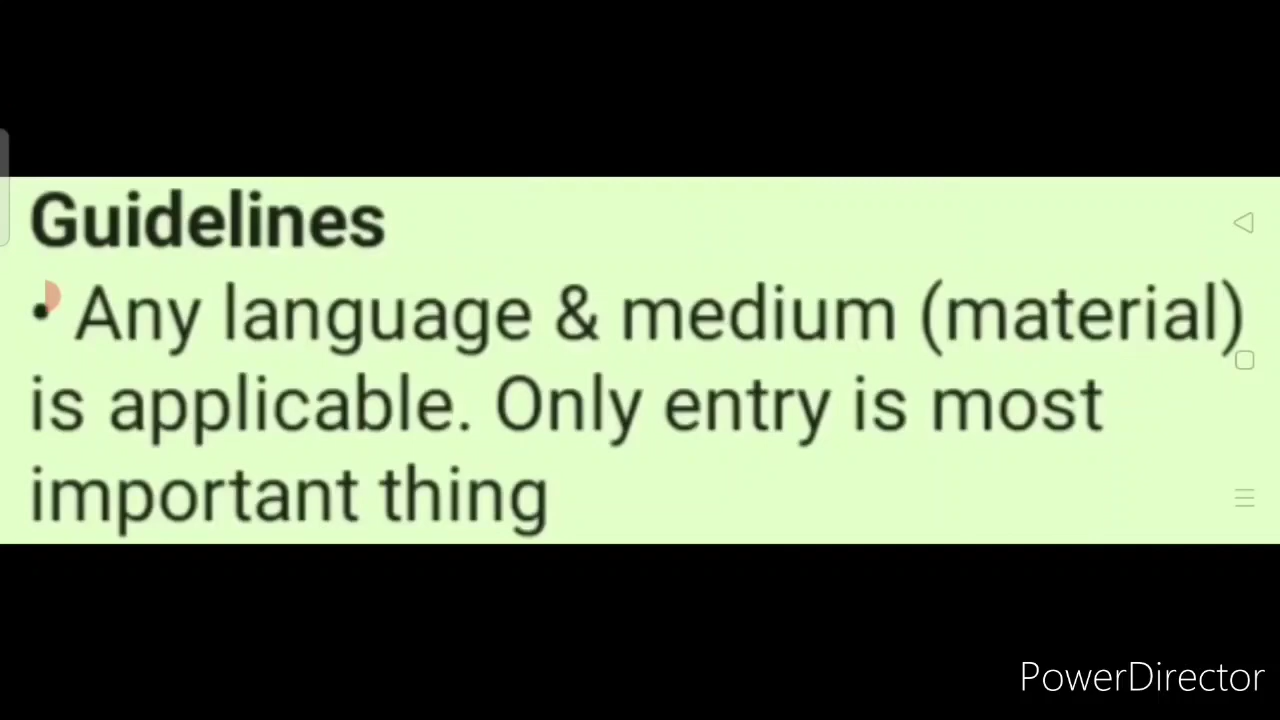 Guidelines
• Any language & medium (material)
is applicable. Only entry is most
important thing
PowerDirector